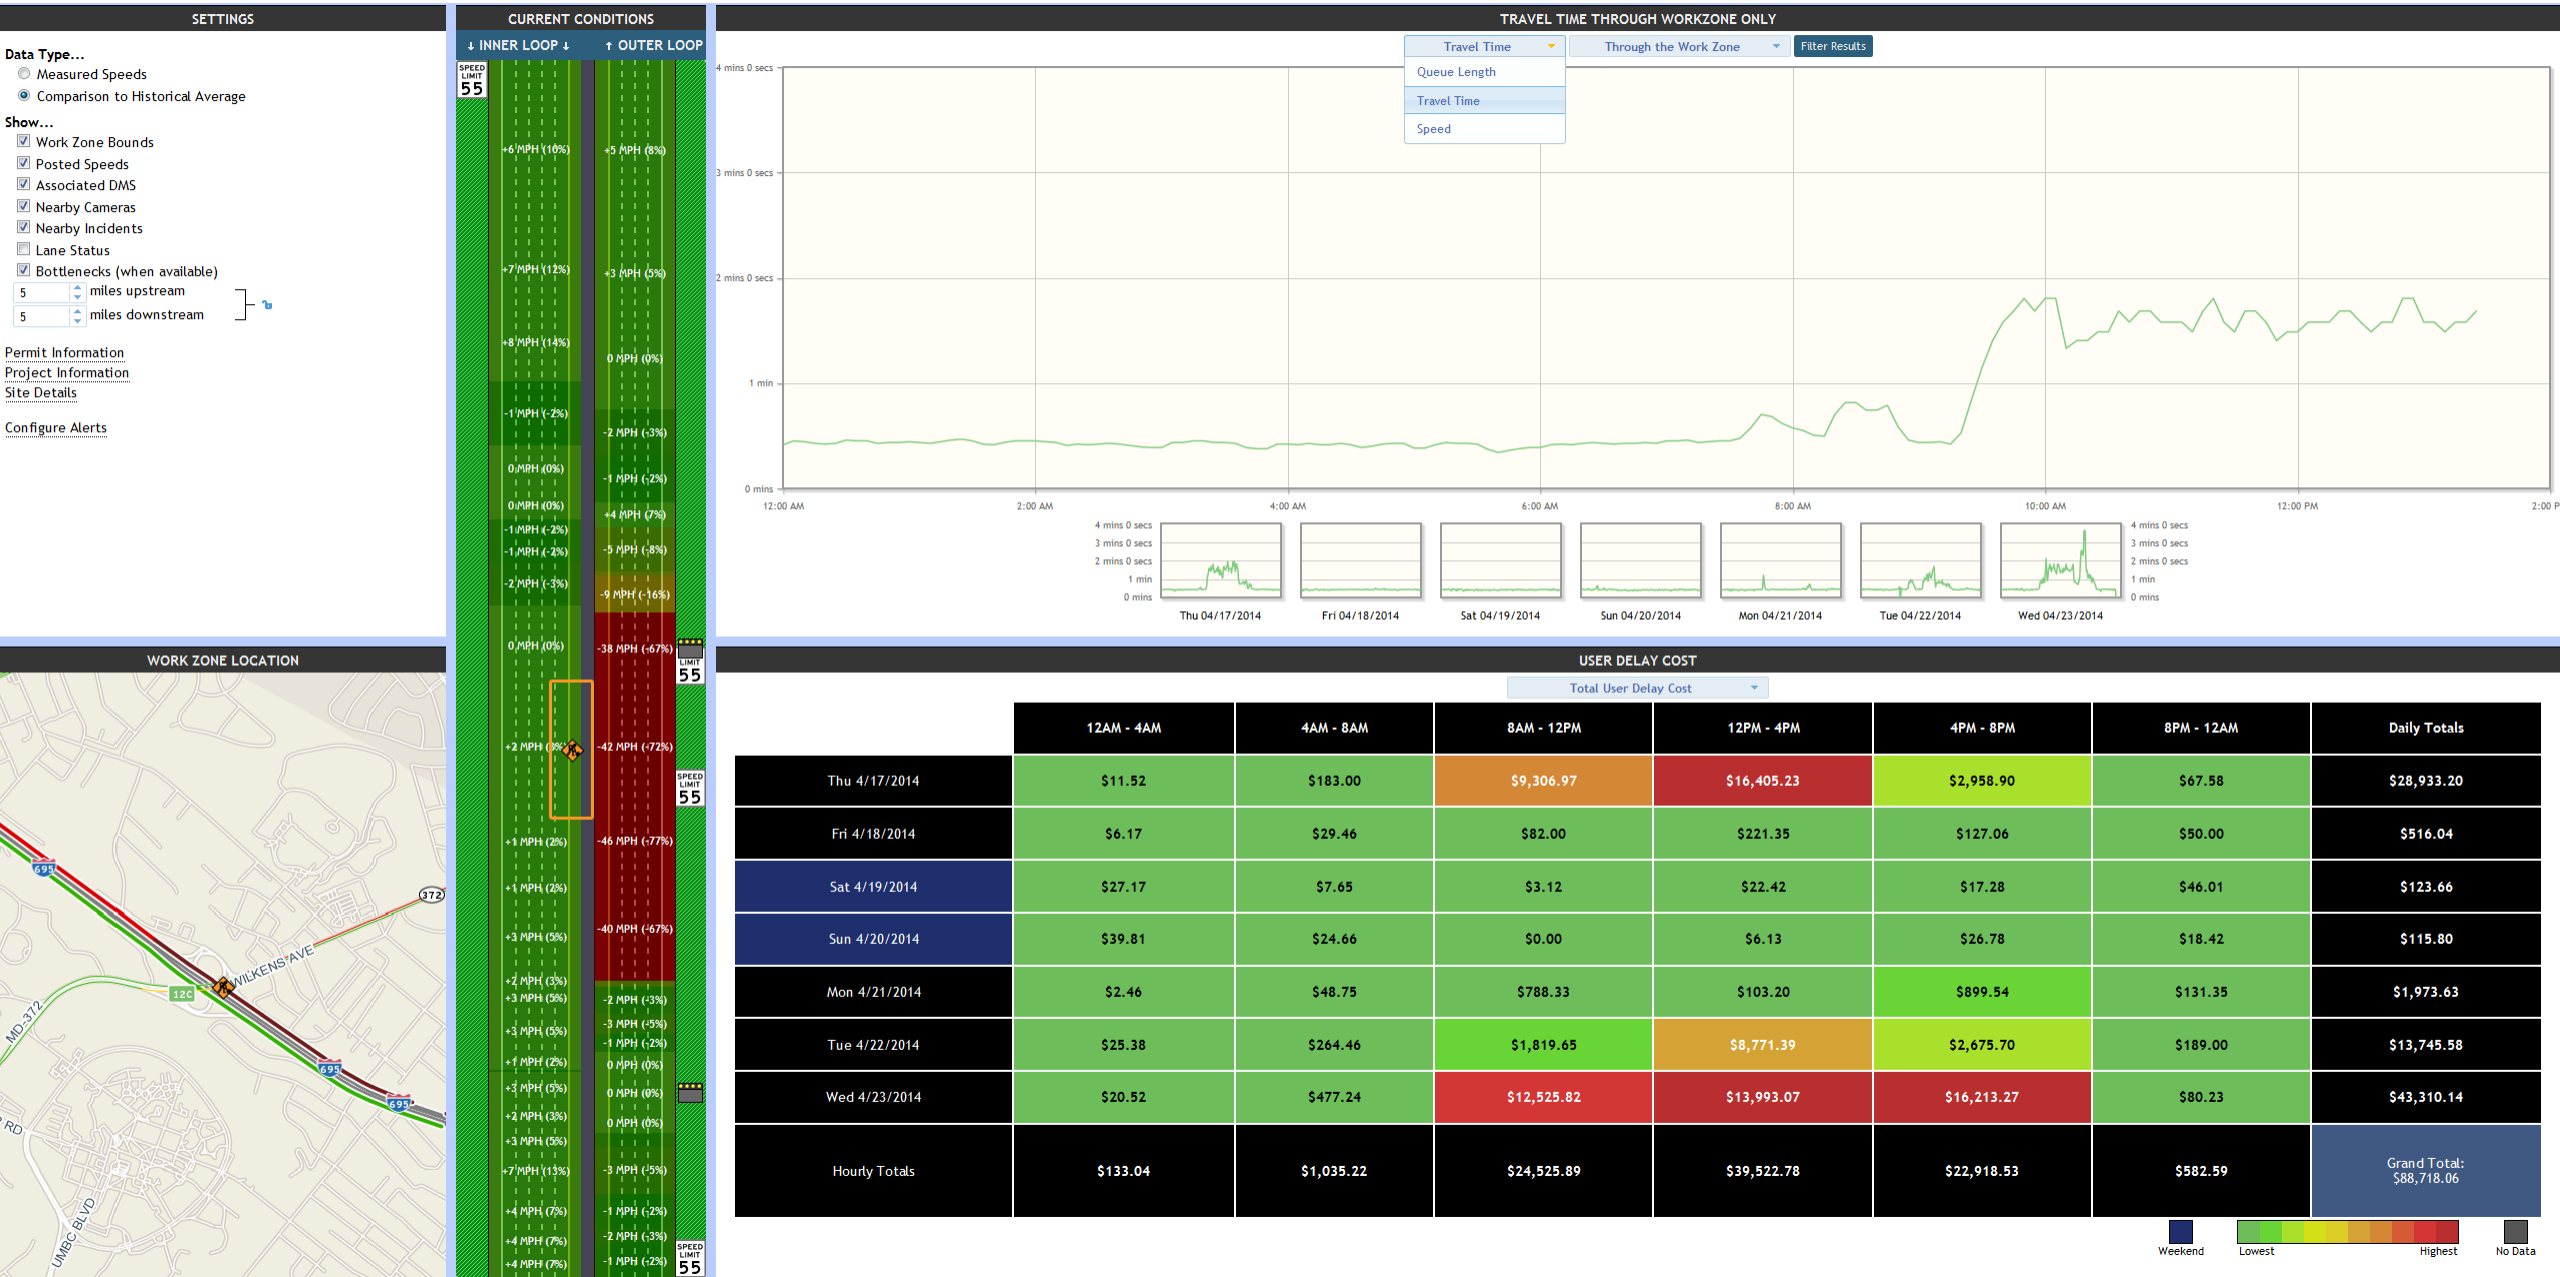 SETTINGS
Data Type...
Measured Speeds
Comparison to Historical Average
Show...
Work Zone Bounds
Posted Speeds
Associated DMS
Nearby Cameras
Nearby Incidents
Lane Status
Bottlenecks (when available)
5 miles upstream
5 miles downstream
Permit Information
Project Information
Site Details
Configure Alerts
WORK ZONE LOCATION
695
372
WILKENS AVE
12C
MD-372
695
695
RD
UMBC BLVD
CURRENT CONDITIONS
↓ INNER LOOP ↓ ↑ OUTER LOOP
SPEED LIMIT 55
+6 MPH (10%) +5 MPH (8%)
+7 MPH (12%) +3 MPH (5%)
+8 MPH (14%) 0 MPH (0%)
-1 MPH (-2%) -2 MPH (-3%)
0 MPH (0%) -1 MPH (-2%)
0 MPH (0%) +4 MPH (7%)
-1 MPH (-2%)
-1 MPH (-2%) -5 MPH (-8%)
-2 MPH (-3%) -9 MPH (-16%)
0 MPH (0%) -38 MPH (-67%)
LIMIT 55
+2 MPH (3%) -42 MPH (-72%)
SPEED LIMIT 55
+1 MPH (2%) -46 MPH (-77%)
+1 MPH (2%)
+3 MPH (5%) -40 MPH (-67%)
+2 MPH (3%)
+3 MPH (5%) -2 MPH (-3%)
+3 MPH (5%) -3 MPH (-5%)
-1 MPH (-2%)
+1 MPH (2%) 0 MPH (0%)
+3 MPH (5%) 0 MPH (0%)
+2 MPH (3%) 0 MPH (0%)
+3 MPH (5%)
+7 MPH (13%) -3 MPH (-5%)
+4 MPH (7%) -1 MPH (-2%)
+4 MPH (7%) -2 MPH (-3%)
+4 MPH (7%) -1 MPH (-2%)
SPEED LIMIT 55
TRAVEL TIME THROUGH WORKZONE ONLY
Travel Time Through the Work Zone Filter Results
Queue Length
Travel Time
Speed
4 mins 0 secs
3 mins 0 secs
2 mins 0 secs
1 min
0 mins
12:00 AM 2:00 AM 4:00 AM 6:00 AM 8:00 AM 10:00 AM 12:00 PM 2:00 P
4 mins 0 secs 4 mins 0 secs
3 mins 0 secs 3 mins 0 secs
2 mins 0 secs 2 mins 0 secs
1 min 1 min
0 mins 0 mins
Thu 04/17/2014 Fri 04/18/2014 Sat 04/19/2014 Sun 04/20/2014 Mon 04/21/2014 Tue 04/22/2014 Wed 04/23/2014
USER DELAY COST
Total User Delay Cost
12AM - 4AM 4AM - 8AM 8AM - 12PM 12PM - 4PM 4PM - 8PM 8PM - 12AM Daily Totals
Thu 4/17/2014 $11.52 $183.00 $9,306.97 $16,405.23 $2,958.90 $67.58 $28,933.20
Fri 4/18/2014 $6.17 $29.46 $82.00 $221.35 $127.06 $50.00 $516.04
Sat 4/19/2014 $27.17 $7.65 $3.12 $22.42 $17.28 $46.01 $123.66
Sun 4/20/2014 $39.81 $24.66 $0.00 $6.13 $26.78 $18.42 $115.80
Mon 4/21/2014 $2.46 $48.75 $788.33 $103.20 $899.54 $131.35 $1,973.63
Tue 4/22/2014 $25.38 $264.46 $1,819.65 $8,771.39 $2,675.70 $189.00 $13,745.58
Wed 4/23/2014 $20.52 $477.24 $12,525.82 $13,993.07 $16,213.27 $80.23 $43,310.14
Hourly Totals $133.04 $1,035.22 $24,525.89 $39,522.78 $22,918.53 $582.59 Grand Total: $88,718.06
Weekend Lowest Highest No Data